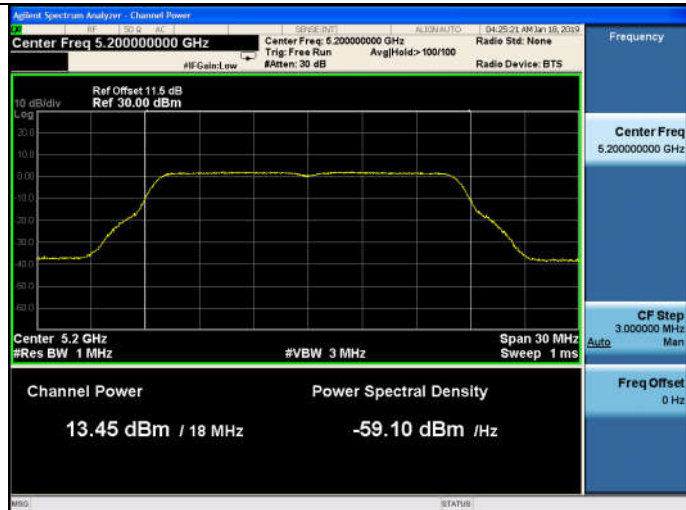 Agilent Spectrum Analyzer - Channel Power
RF 50 Ω AC SENSE:INT ALIGNAUTO 04:25:21 AM Jan 18, 2019
Center Freq 5.200000000 GHz
Center Freq: 5.200000000 GHz
Radio Std: None
Trig: Free Run Avg|Hold:>100/100
#IFGain:Low
#Atten: 30 dB
Radio Device: BTS
Ref Offset 11.5 dB
10 dB/div Ref 30.00 dBm
Log
20.0
10.0
0.00
-10.0
-20.0
-30.0
-40.0
-50.0
-60.0
Center 5.2 GHz
Span 30 MHz
#Res BW 1 MHz
#VBW 3 MHz
Sweep 1 ms
Channel Power
Power Spectral Density
13.45 dBm / 18 MHz
-59.10 dBm /Hz
MSG
STATUS
Frequency
Center Freq
5.200000000 GHz
CF Step
3.000000 MHz
Auto Man
Freq Offset
0 Hz